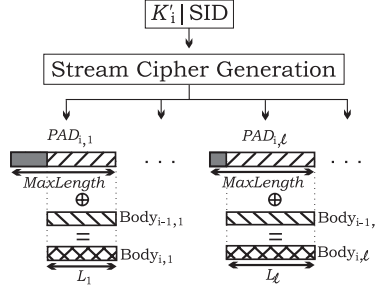 K'ᵢ | SID
Stream Cipher Generation
PADᵢ,₁ PADᵢ,ℓ
. . . . . .
MaxLength MaxLength
⊕ ⊕
Bodyᵢ₋₁,₁ Bodyᵢ₋₁,
= =
Bodyᵢ,₁ Bodyᵢ,ℓ
L₁ Lℓ